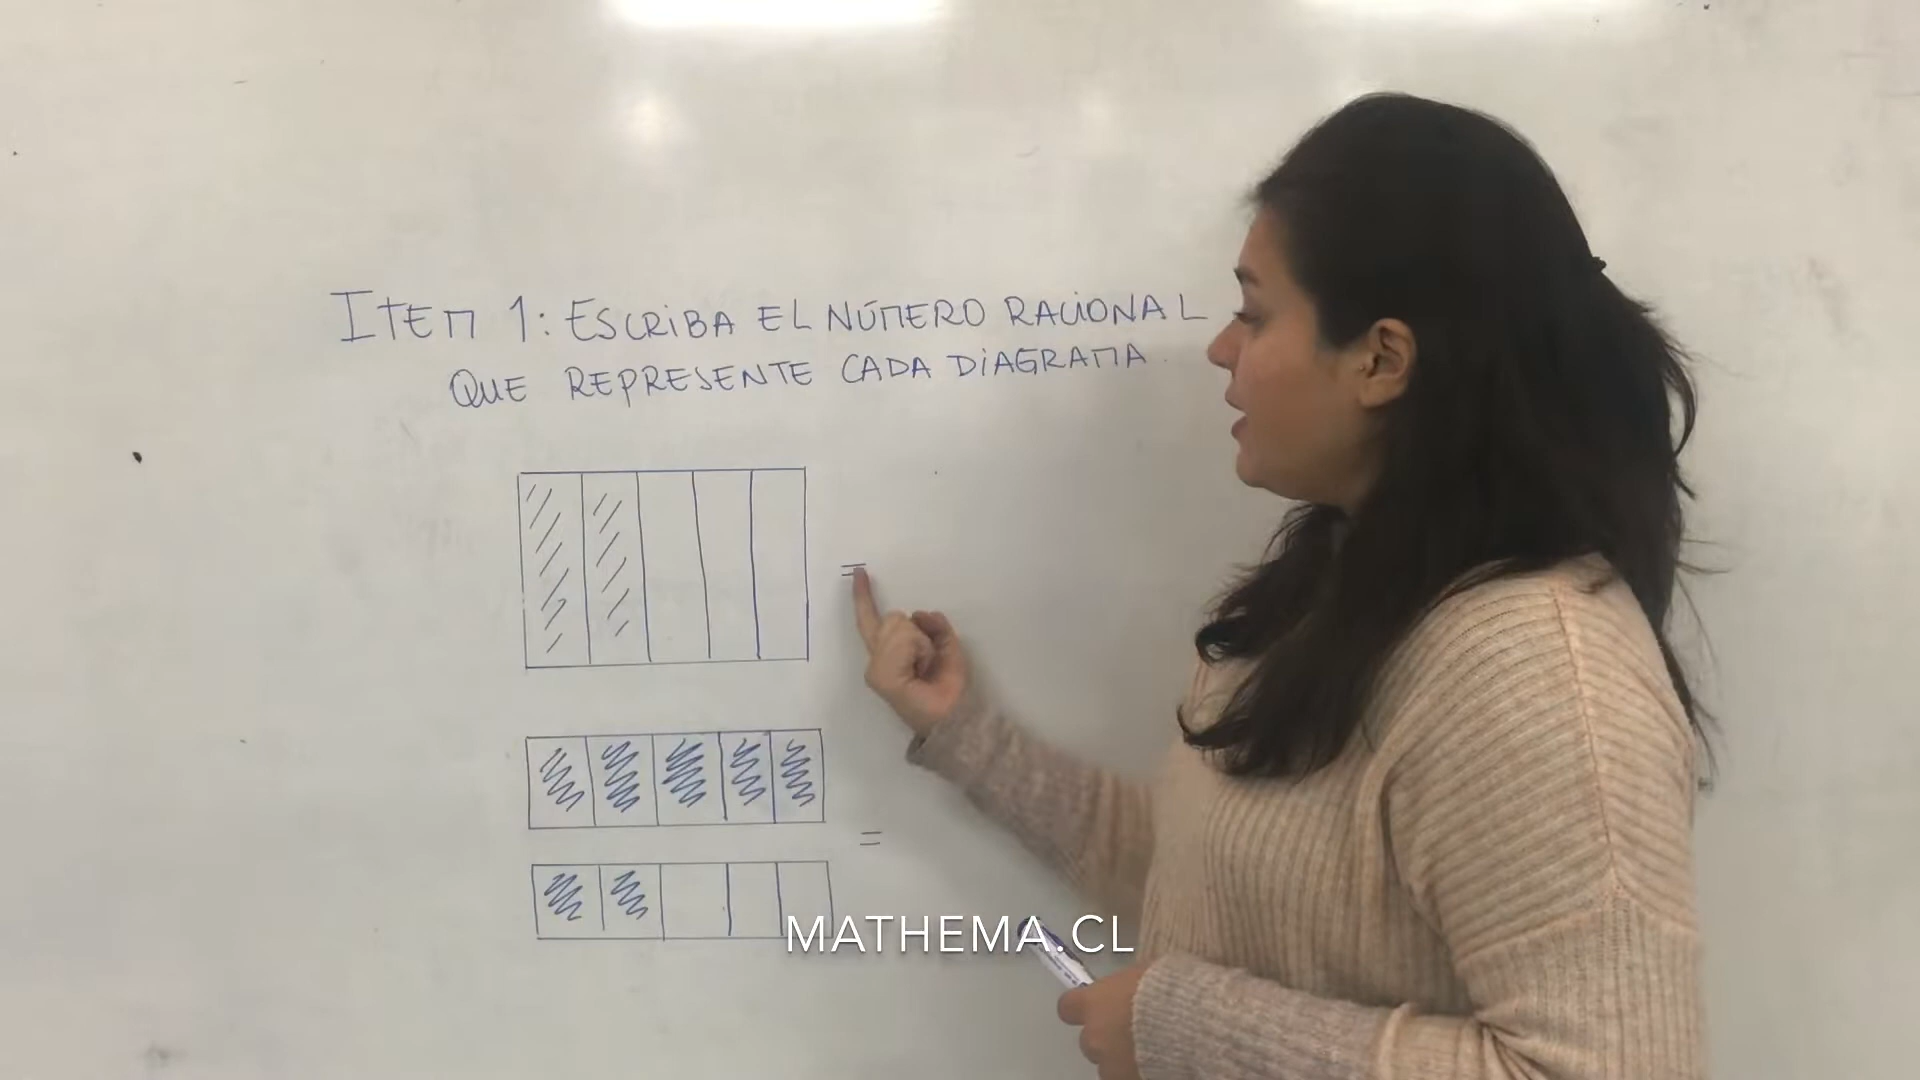 ITEM 1: ESCRIBA EL NÚMERO RACIONAL
QUE REPRESENTE CADA DIAGRAMA.
=
=
MATHEMA.CL